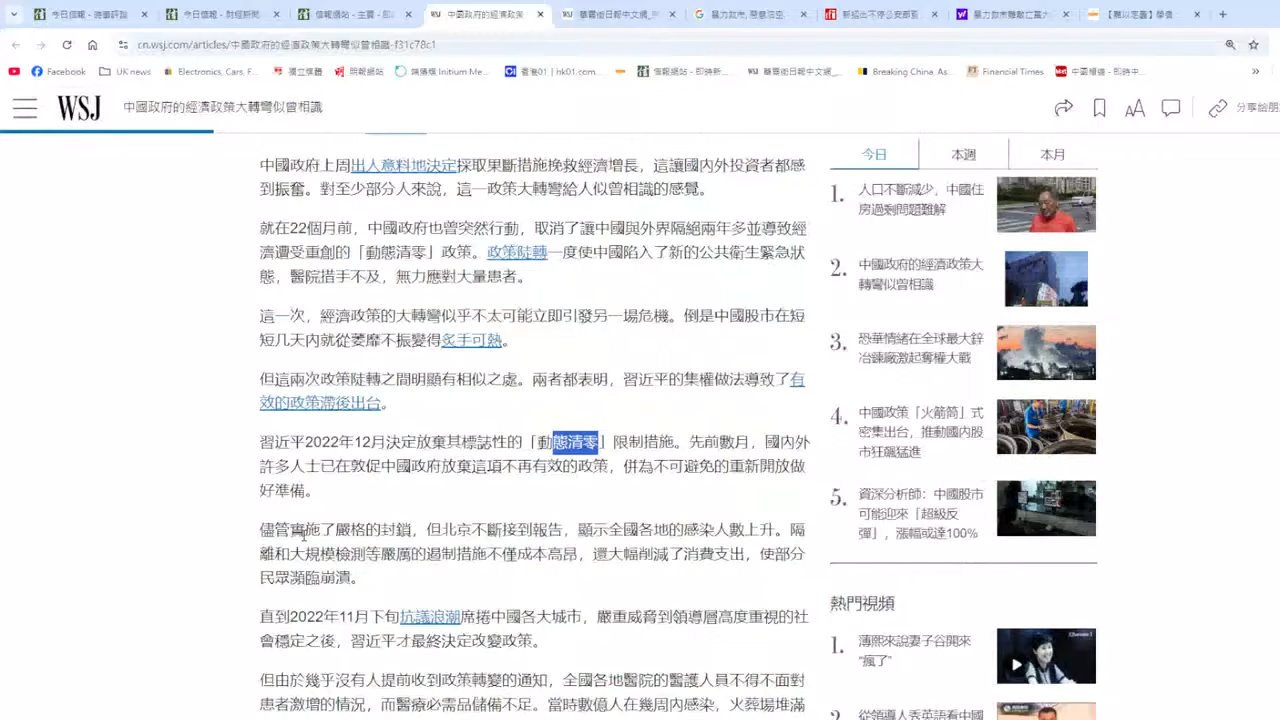 今日信報 - 時事評論
今日信報 - 財經新聞
信報網站 - 主頁 - 即
中國政府的經濟政策
華爾街日報中文網
暴力救市
新招出不停公安部
暴力救市難敵
cn.wsj.com/articles/中國政府的經濟政策大轉彎似曾相識-f31c78c1
Facebook
UK news
Electronics, Cars, F...
獨立媒體
明報網站
端傳媒 Initium Me...
香港01 | hk01.com...
信報網站 - 即時新...
華爾街日報中文網...
Breaking China, As...
Financial Times
WSJ
中國政府的經濟政策大轉彎似曾相識
分享給朋
中國政府上周出人意料地決定採取果斷措施挽救經濟增長，這讓國內外投資者都感
到振奮。對至少部分人來說，這一政策大轉彎給人似曾相識的感覺。
就在22個月前，中國政府也曾突然行動，取消了讓中國與外界隔絕兩年多並導致經
濟遭受重創的「動態清零」政策。政策陡轉一度使中國陷入了新的公共衛生緊急狀
態，醫院措手不及，無力應對大量患者。
這一次，經濟政策的大轉彎似乎不太可能立即引發另一場危機。倒是中國股市在短
短几天內就從萎靡不振變得炙手可熱。
但這兩次政策陡轉之間明顯有相似之處。兩者都表明，習近平的集權做法導致了有
效的政策滯後出台。
習近平2022年12月決定放棄其標誌性的「動態清零」限制措施。先前數月，國內外
許多人士已在敦促中國政府放棄這項不再有效的政策，併為不可避免的重新開放做
好準備。
儘管實施了嚴格的封鎖，但北京不斷接到報告，顯示全國各地的感染人數上升。隔
離和大規模檢測等嚴厲的遏制措施不僅成本高昂，還大幅削減了消費支出，使部分
民眾瀕臨崩潰。
直到2022年11月下旬抗議浪潮席捲中國各大城市，嚴重威脅到領導層高度重視的社
會穩定之後，習近平才最終決定改變政策。
但由於幾乎沒有人提前收到政策轉變的通知，全國各地醫院的醫護人員不得不面對
患者激增的情況，而醫療必需品儲備不足。當時數億人在幾周內感染，火葬場堆滿
今日
本週
本月
1.
人口不斷減少，中國住
房過剩問題難解
2.
中國政府的經濟政策大
轉彎似曾相識
3.
恐華情緒在全球最大鋅
冶鍊廠激起奪權大戰
4.
中國政策「火箭筒」式
密集出台，推動國內股
市狂飆猛進
5.
資深分析師：中國股市
可能迎來「超級反
彈」，漲幅或達100%
熱門視頻
1.
薄熙來說妻子谷開來
“瘋了”
2.
從領導人秀英語看中國